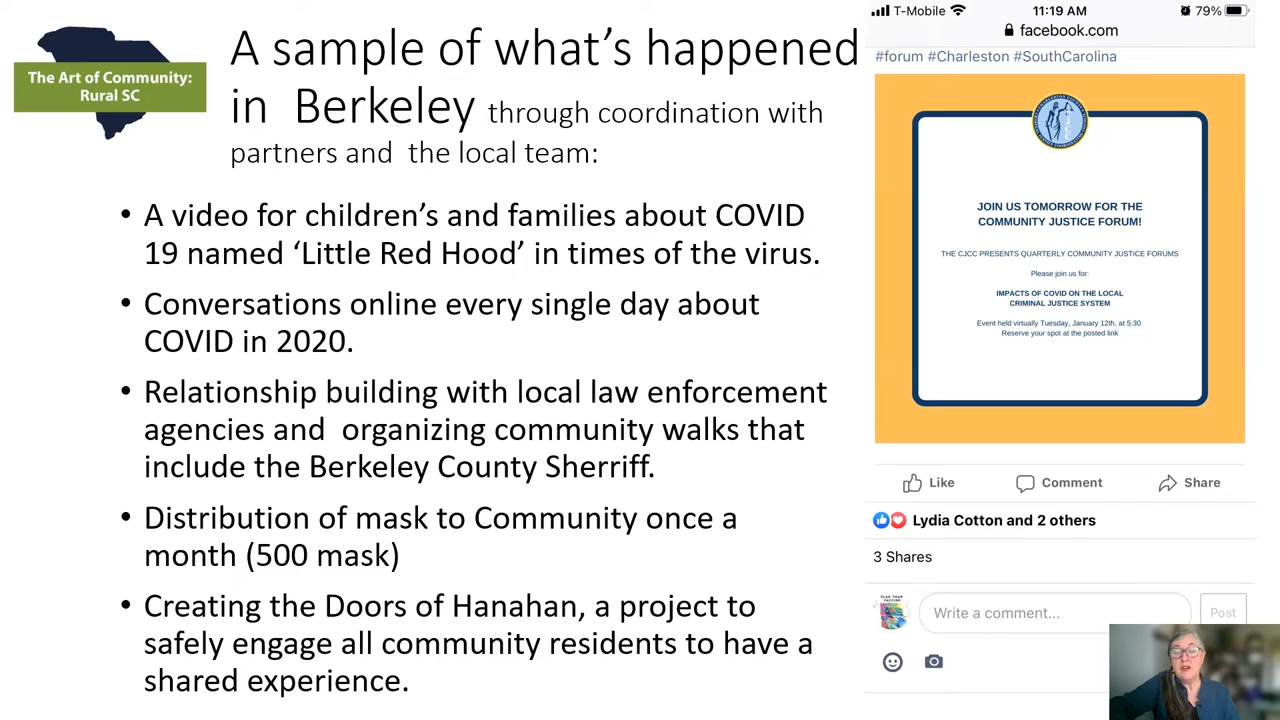 The Art of Community:
Rural SC
A sample of what's happened
in Berkeley through coordination with
partners and the local team:
• A video for children's and families about COVID
19 named ‘Little Red Hood’ in times of the virus.
• Conversations online every single day about
COVID in 2020.
• Relationship building with local law enforcement
agencies and organizing community walks that
include the Berkeley County Sherriff.
• Distribution of mask to Community once a
month (500 mask)
• Creating the Doors of Hanahan, a project to
safely engage all community residents to have a
shared experience.
T-Mobile 11:19 AM 79%
facebook.com
#forum #Charleston #SouthCarolina
CJCC
JOIN US TOMORROW FOR THE
COMMUNITY JUSTICE FORUM!
THE CJCC PRESENTS QUARTERLY COMMUNITY JUSTICE FORUMS
Please join us for:
IMPACTS OF COVID ON THE LOCAL
CRIMINAL JUSTICE SYSTEM
Event held virtually Tuesday, January 12th, at 5:30
Reserve your spot at the posted link
Like Comment Share
Lydia Cotton and 2 others
3 Shares
Write a comment... Post